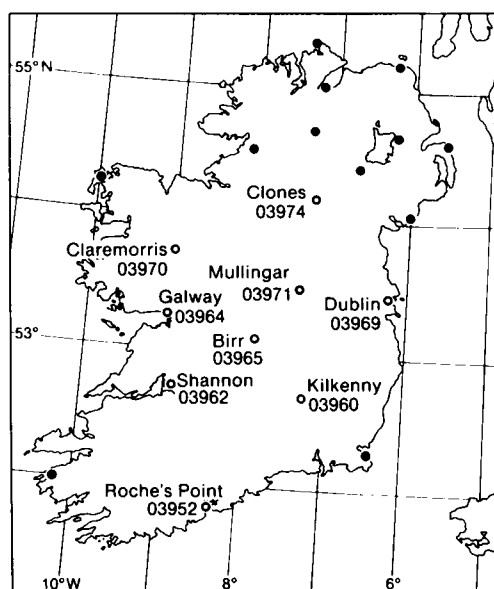 55°N
Clones
03974
Claremorris
03970
Mullingar
03971
Galway
03964
Dublin
03969
53°
Birr
03965
Shannon
03962
Kilkenny
03960
Roche's Point
03952
10°W
8°
6°